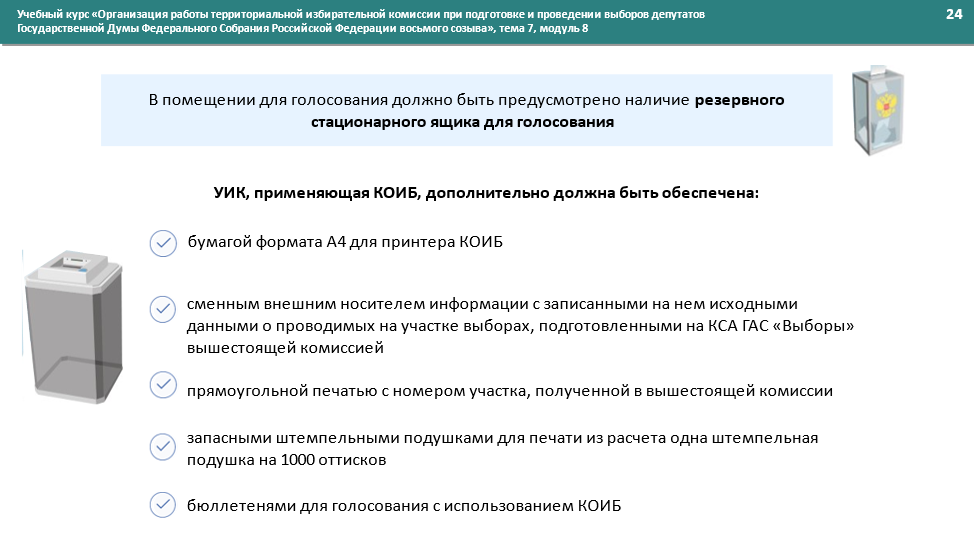 Учебный курс «Организация работы территориальной избирательной комиссии при подготовке и проведении выборов депутатов
Государственной Думы Федерального Собрания Российской Федерации восьмого созыва», тема 7, модуль 8
24
В помещении для голосования должно быть предусмотрено наличие резервного
стационарного ящика для голосования
УИК, применяющая КОИБ, дополнительно должна быть обеспечена:
бумагой формата А4 для принтера КОИБ
сменным внешним носителем информации с записанными на нем исходными
данными о проводимых на участке выборах, подготовленными на КСА ГАС «Выборы»
вышестоящей комиссией
прямоугольной печатью с номером участка, полученной в вышестоящей комиссии
запасными штемпельными подушками для печати из расчета одна штемпельная
подушка на 1000 оттисков
бюллетенями для голосования с использованием КОИБ